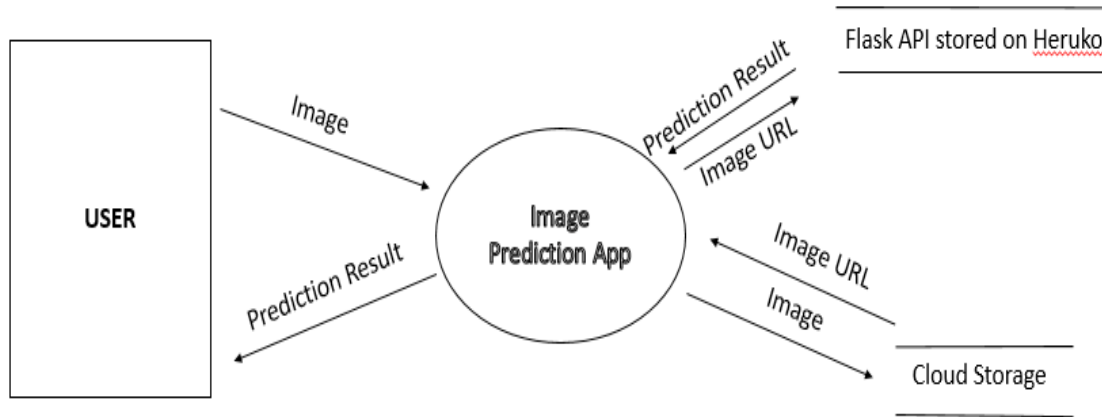 Flask API stored on Heruko
Prediction Result
Image
Image URL
USER
Image
Prediction App
Image URL
Prediction Result
Image
Cloud Storage